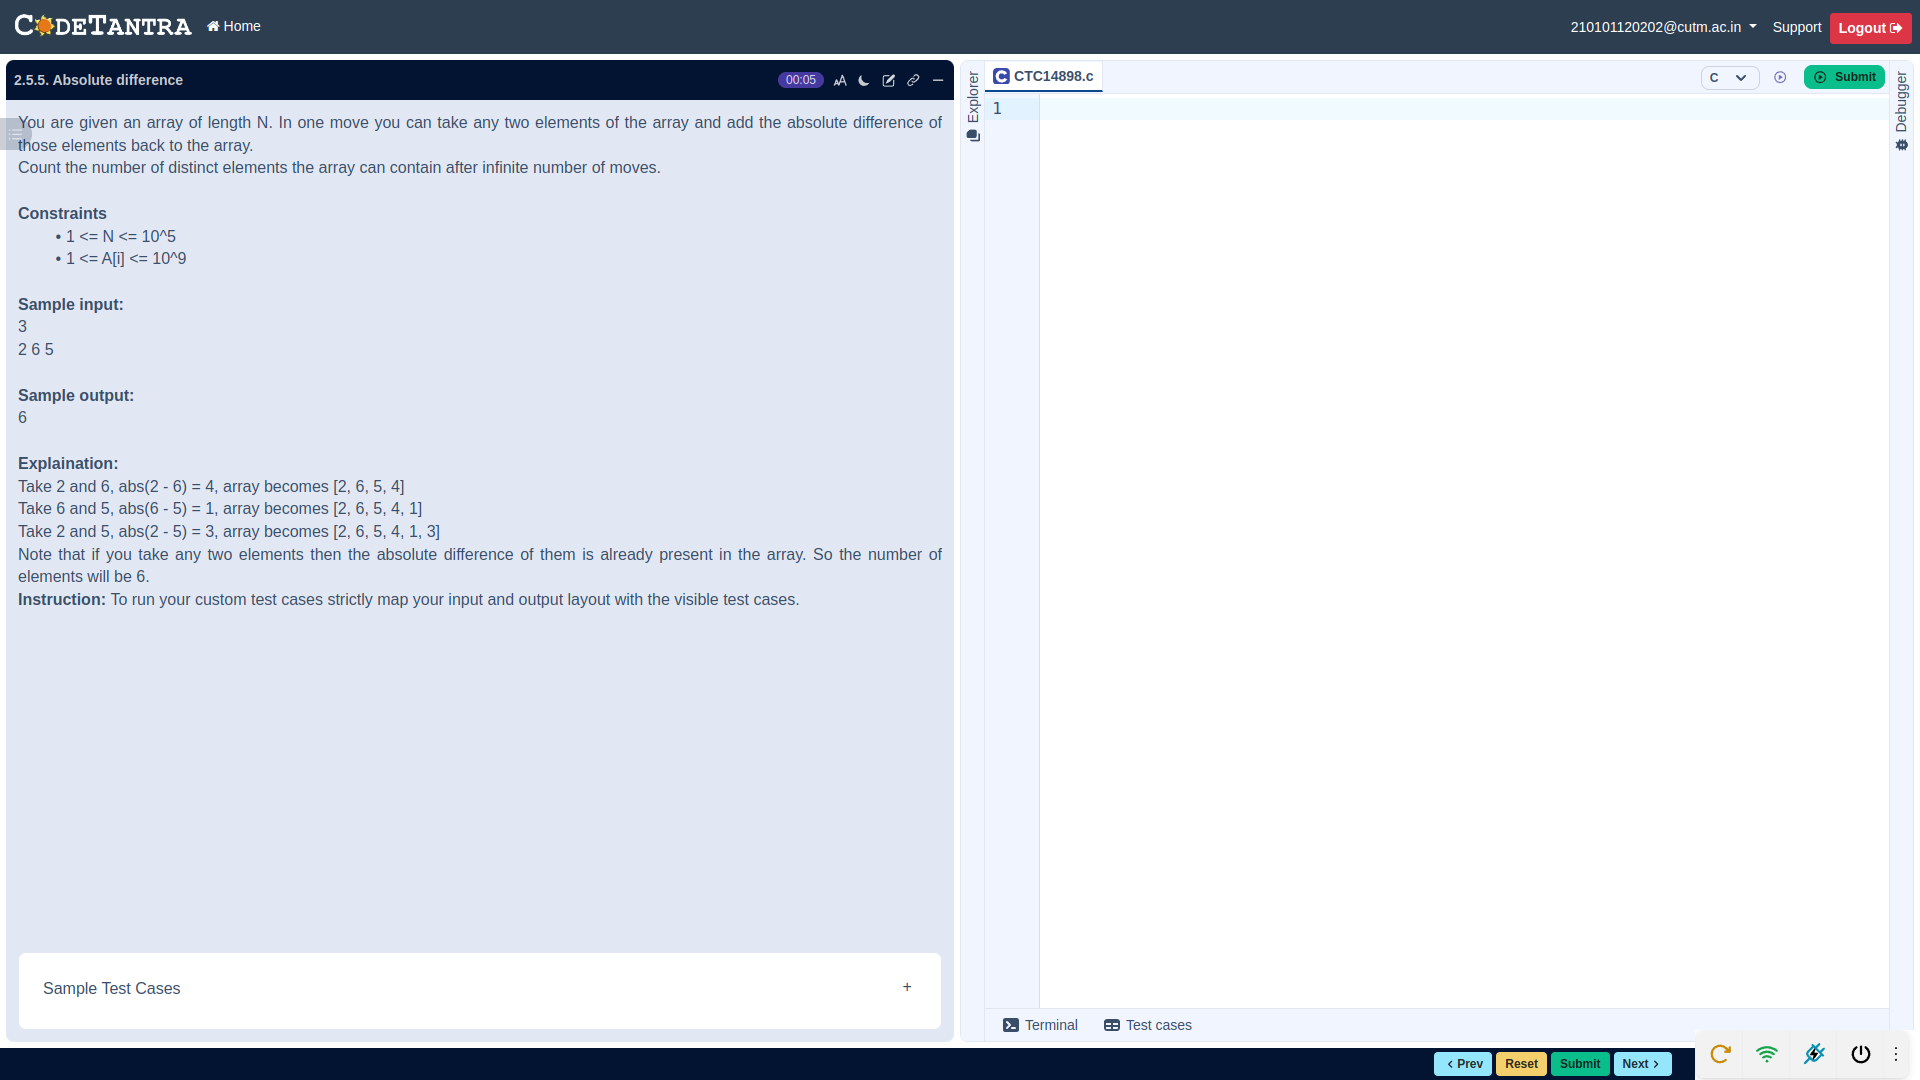 CODETANTRA
Home
210101120202@cutm.ac.in
Support
Logout
2.5.5. Absolute difference
00:05
You are given an array of length N. In one move you can take any two elements of the array and add the absolute difference of
those elements back to the array.
Count the number of distinct elements the array can contain after infinite number of moves.
Constraints
• 1 <= N <= 10^5
• 1 <= A[i] <= 10^9
Sample input:
3
2 6 5
Sample output:
6
Explaination:
Take 2 and 6, abs(2 - 6) = 4, array becomes [2, 6, 5, 4]
Take 6 and 5, abs(6 - 5) = 1, array becomes [2, 6, 5, 4, 1]
Take 2 and 5, abs(2 - 5) = 3, array becomes [2, 6, 5, 4, 1, 3]
Note that if you take any two elements then the absolute difference of them is already present in the array. So the number of
elements will be 6.
Instruction: To run your custom test cases strictly map your input and output layout with the visible test cases.
Sample Test Cases
+
Explorer
CTC14898.c
C
Submit
Debugger
1
Terminal
Test cases
Prev
Reset
Submit
Next